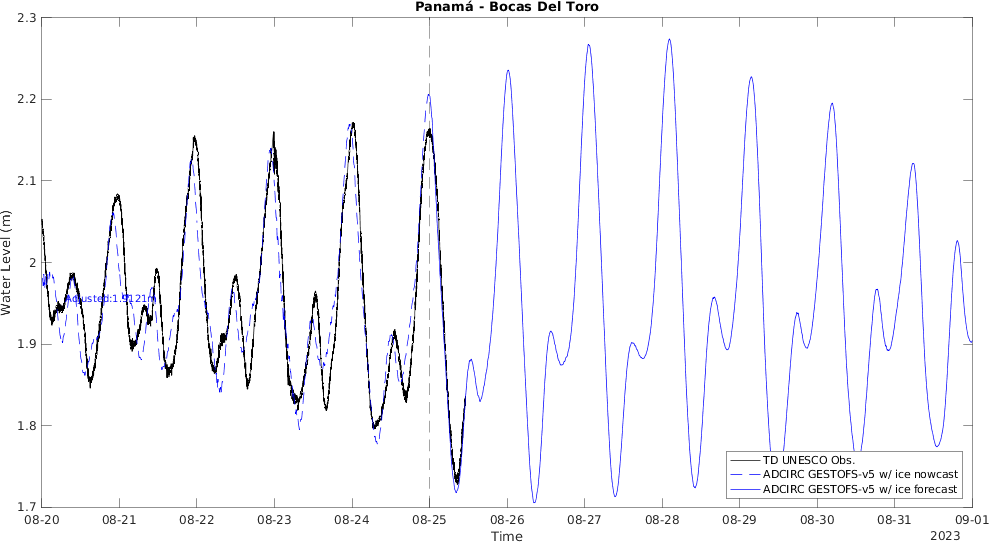 Panamá - Bocas Del Toro
2.3
2.2
2.1
2
1.9
1.8
1.7
Water Level (m)
Adjusted:1.9121m
TD UNESCO Obs.
ADCIRC GESTOFS-v5 w/ ice nowcast
ADCIRC GESTOFS-v5 w/ ice forecast
08-20 08-21 08-22 08-23 08-24 08-25 08-26 08-27 08-28 08-29 08-30 08-31 09-01
Time
2023